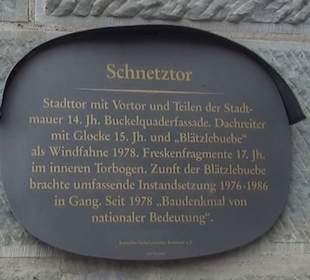 Schnetztor
Stadttor mit Vortor und Teilen der Stadt-
mauer 14. Jh. Buckelquaderfassade. Dachreiter
mit Glocke 15. Jh. und „Blätzlebuebe“
als Windfahne 1978. Freskenfragmente 17. Jh.
im inneren Torbogen. Zunft der Blätzlebuebe
brachte umfassende Instandsetzung 1976-1986
in Gang. Seit 1978 „Baudenkmal von
nationaler Bedeutung“.